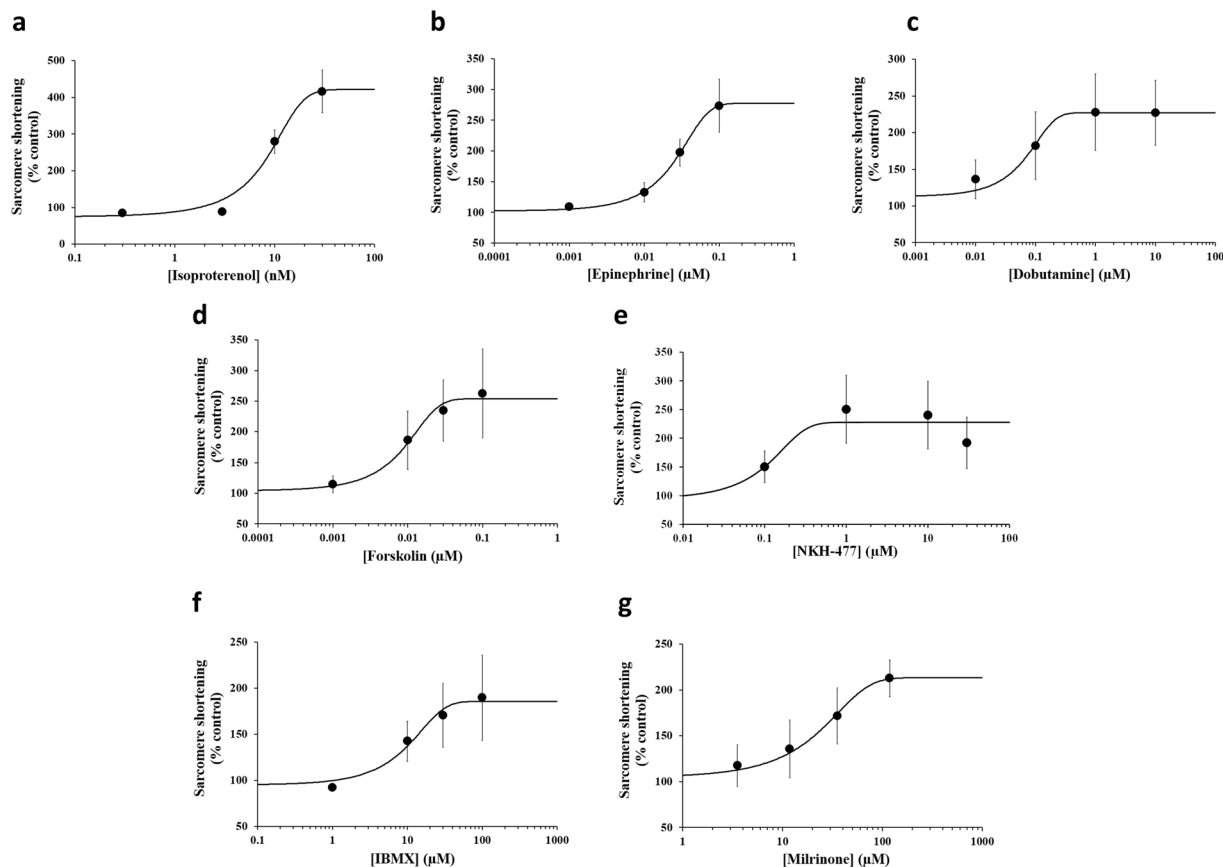 a
Sarcomere shortening
(% control)
500
400
300
200
100
0
0.1
1
10
100
[Isoproterenol] (nM)
b
Sarcomere shortening
(% control)
350
300
250
200
150
100
50
0.0001
0.001
0.01
0.1
1
[Epinephrine] (µM)
c
Sarcomere shortening
(% control)
300
250
200
150
100
50
0.001
0.01
0.1
1
10
100
[Dobutamine] (µM)
d
Sarcomere shortening
(% control)
350
300
250
200
150
100
50
0.0001
0.001
0.01
0.1
1
[Forskolin (µM)
e
Sarcomere shortening
(% control)
350
300
250
200
150
100
50
0.01
0.1
1
10
100
[NKH-477] (µM)
f
Sarcomere shortening
(% control)
250
200
150
100
50
0.1
1
10
100
1000
[IBMX] (µM)
g
Sarcomere shortening
(% control)
250
200
150
100
50
1
10
100
1000
[Milrinone] (µM)